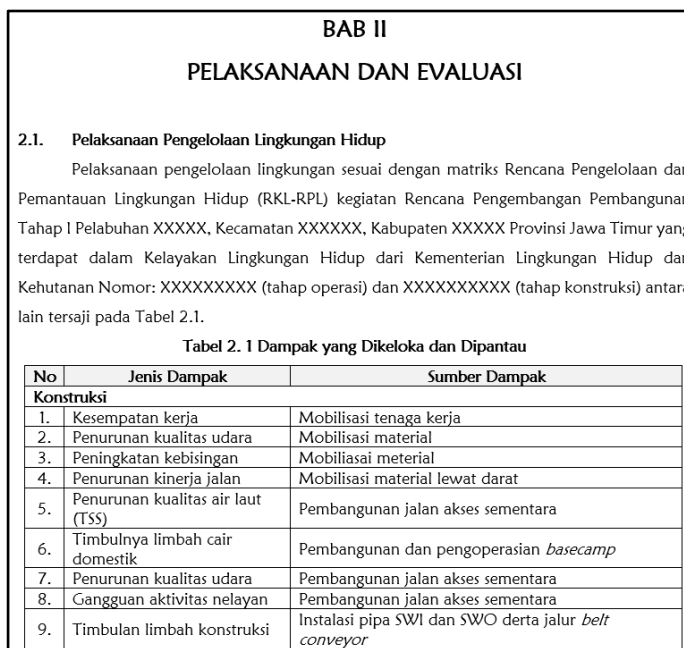 BAB II
PELAKSANAAN DAN EVALUASI
2.1. Pelaksanaan Pengelolaan Lingkungan Hidup
Pelaksanaan pengelolaan lingkungan sesuai dengan matriks Rencana Pengelolaan dan
Pemantauan Lingkungan Hidup (RKL-RPL) kegiatan Rencana Pengembangan Pembangunan
Tahap I Pelabuhan XXXXX, Kecamatan XXXXXX, Kabupaten XXXXX Provinsi Jawa Timur yang
terdapat dalam Kelayakan Lingkungan Hidup dari Kementerian Lingkungan Hidup dan
Kehutanan Nomor: XXXXXXXXX (tahap operasi) dan XXXXXXXXXX (tahap konstruksi) antara
lain tersaji pada Tabel 2.1.
Tabel 2. 1 Dampak yang Dikeloka dan Dipantau
No Jenis Dampak Sumber Dampak
Konstruksi
1. Kesempatan kerja Mobilisasi tenaga kerja
2. Penurunan kualitas udara Mobilisasi material
3. Peningkatan kebisingan Mobiliasai meterial
4. Penurunan kinerja jalan Mobilisasi material lewat darat
5. Penurunan kualitas air laut (TSS) Pembangunan jalan akses sementara
6. Timbulnya limbah cair domestik Pembangunan dan pengoperasian basecamp
7. Penurunan kualitas udara Pembangunan jalan akses sementara
8. Gangguan aktivitas nelayan Pembangunan jalan akses sementara
9. Timbulan limbah konstruksi Instalasi pipa SWI dan SWO derta jalur belt conveyor